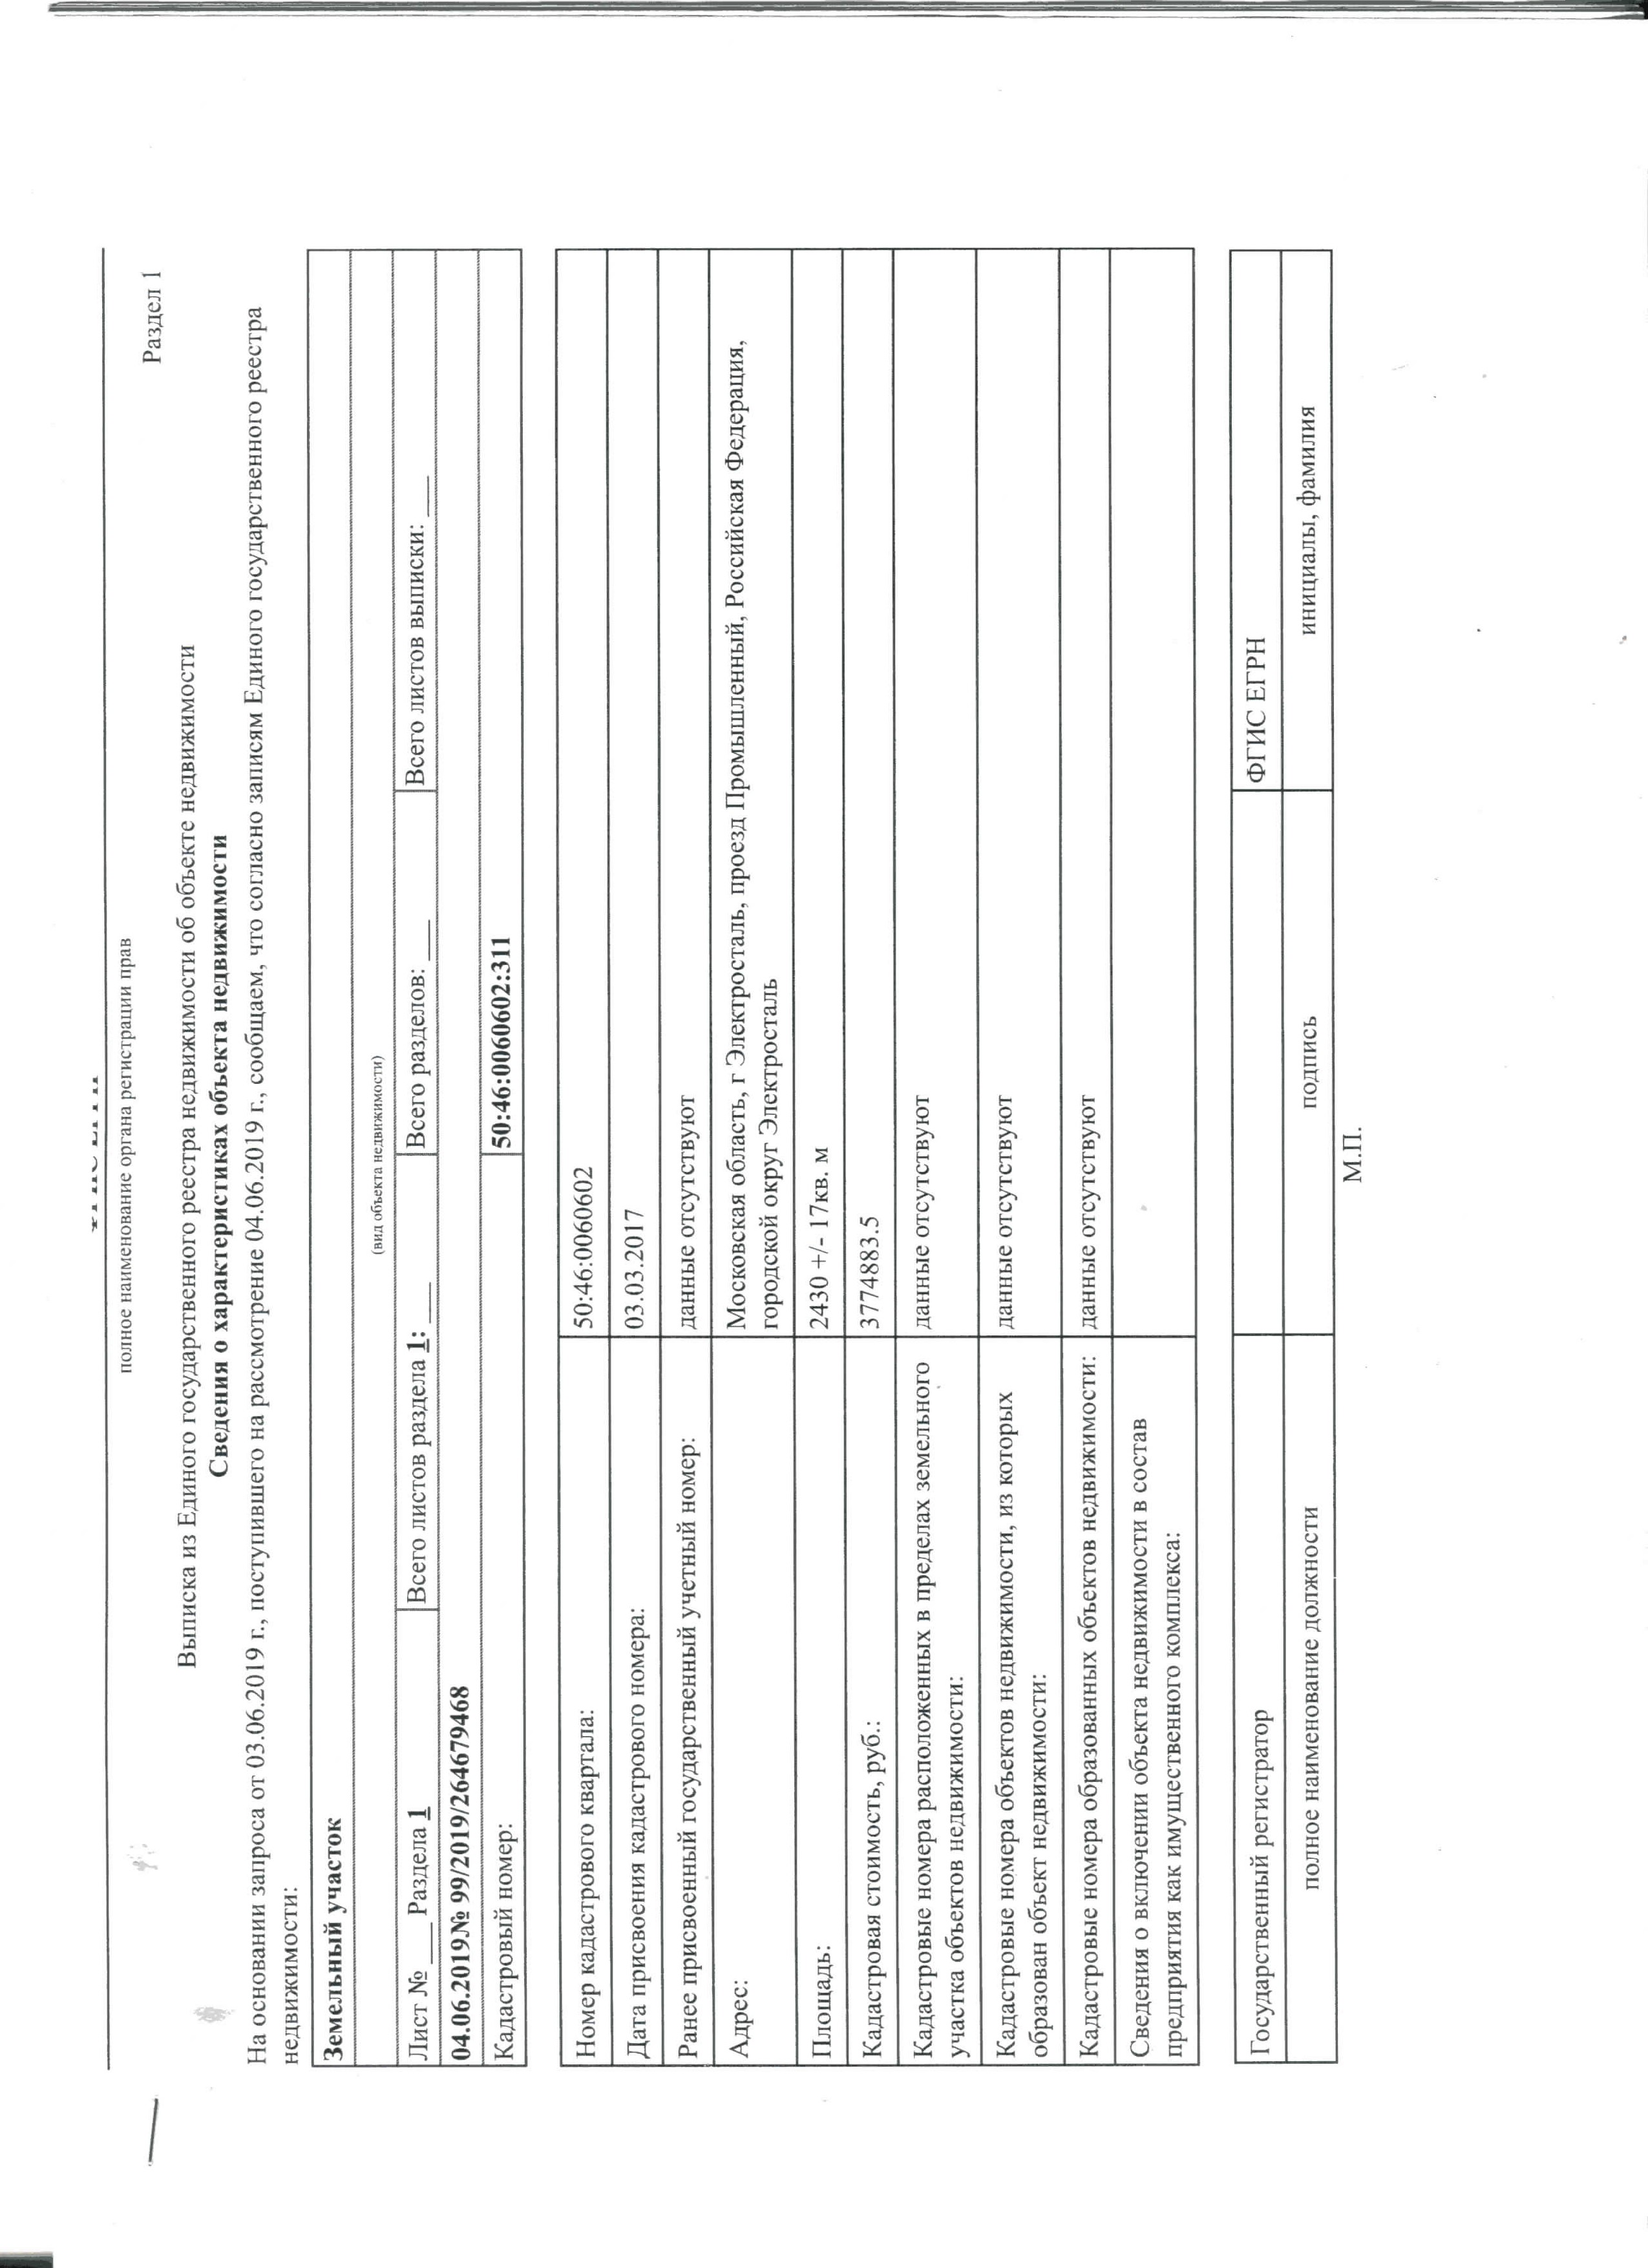 полное наименование органа регистрации прав
Раздел 1
Выписка из Единого государственного реестра недвижимости об объекте недвижимости
Сведения о характеристиках объекта недвижимости
На основании запроса от 03.06.2019 г., поступившего на рассмотрение 04.06.2019 г., сообщаем, что согласно записям Единого государственного реестра
недвижимости:
Земельный участок
(вид объекта недвижимости)
Лист № ___ Раздела 1 Всего листов раздела 1: ___ Всего разделов: ___ Всего листов выписки: ___
04.06.2019№ 99/2019/264679468
Кадастровый номер: 50:46:0060602:311
Номер кадастрового квартала: 50:46:0060602
Дата присвоения кадастрового номера: 03.03.2017
Ранее присвоенный государственный учетный номер: данные отсутствуют
Адрес: Московская область, г Электросталь, проезд Промышленный, Российская Федерация,
городской округ Электросталь
Площадь: 2430 +/- 17кв. м
Кадастровая стоимость, руб.: 3774883.5
Кадастровые номера расположенных в пределах земельного
участка объектов недвижимости: данные отсутствуют
Кадастровые номера объектов недвижимости, из которых
образован объект недвижимости: данные отсутствуют
Кадастровые номера образованных объектов недвижимости: данные отсутствуют
Сведения о включении объекта недвижимости в состав
предприятия как имущественного комплекса:
Государственный регистратор ФГИС ЕГРН
полное наименование должности подпись инициалы, фамилия
М.П.